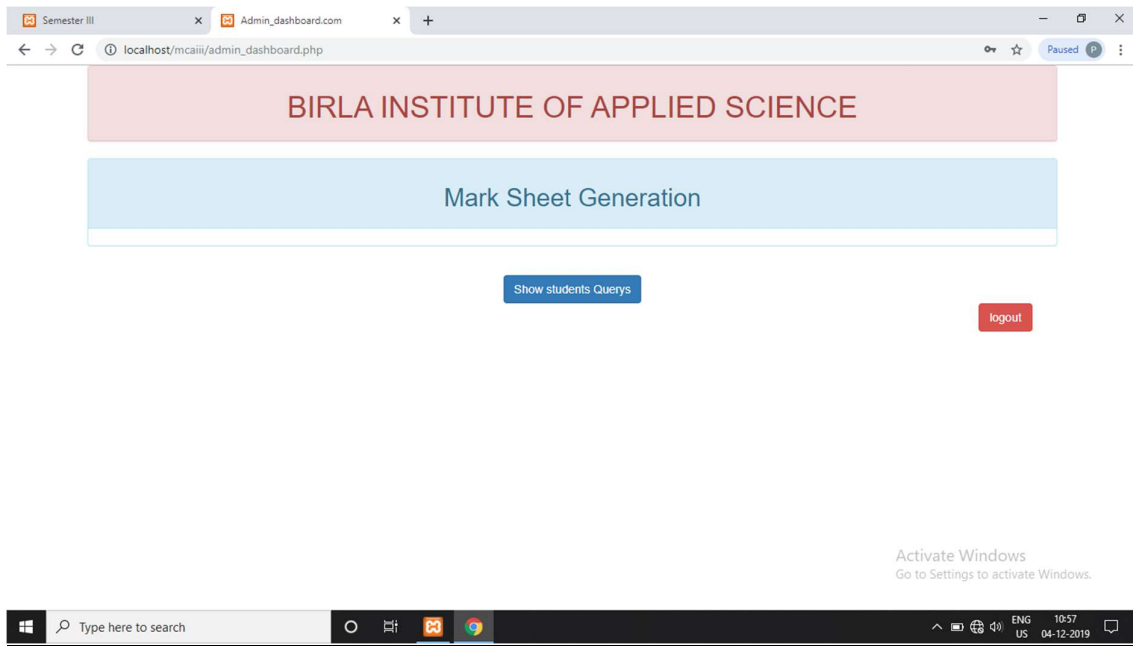 Semester III
Admin_dashboard.com
localhost/mcaiii/admin_dashboard.php
Paused P
BIRLA INSTITUTE OF APPLIED SCIENCE
Mark Sheet Generation
Show students Querys
logout
Activate Windows
Go to Settings to activate Windows.
Type here to search
ENG 10:57
US 04-12-2019